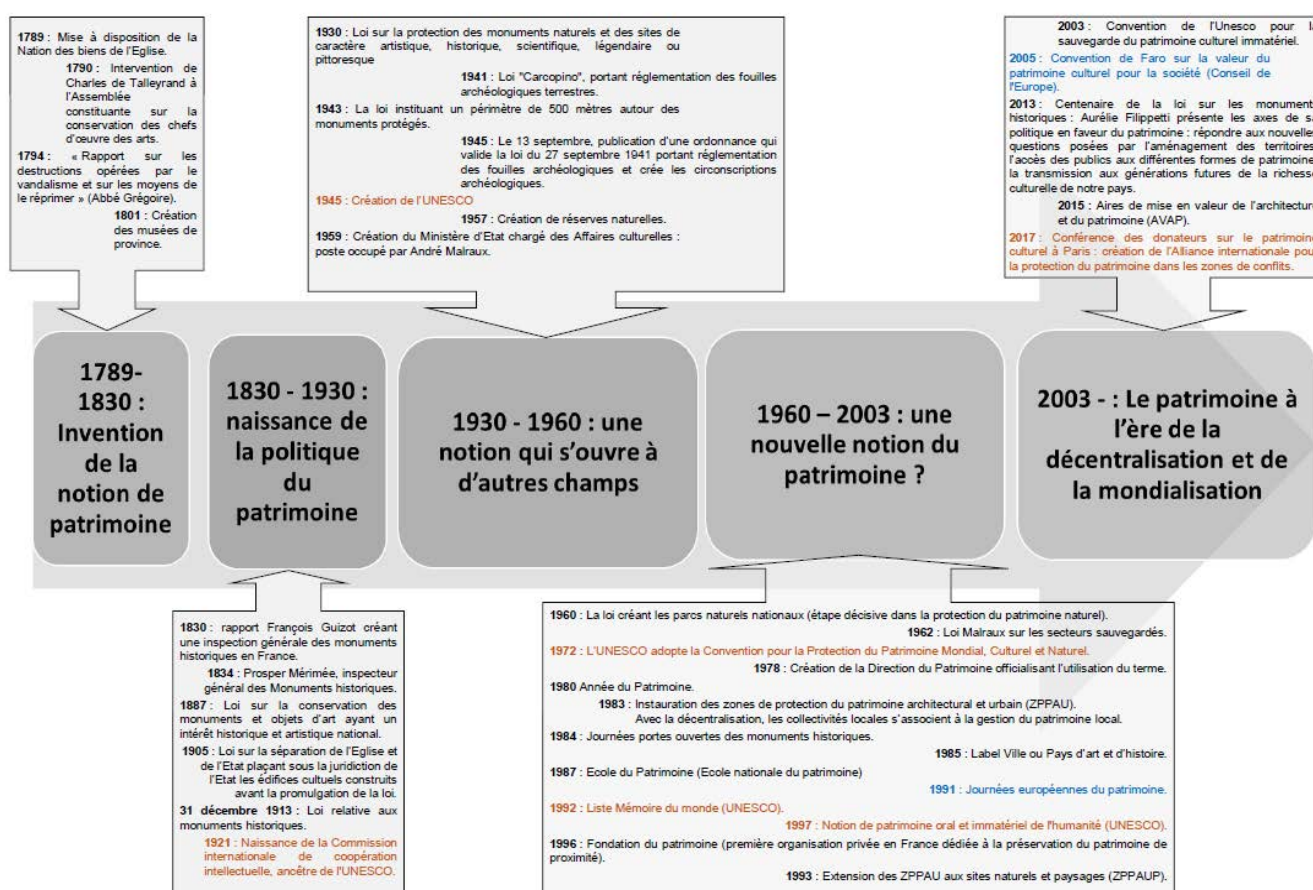 1789 : Mise à disposition de la
Nation des biens de l'Eglise.
1790 : Intervention de
Charles de Talleyrand à
l'Assemblée
constituante sur la
conservation des chefs
d'œuvre des arts.
1794 : « Rapport sur les
destructions opérées par le
vandalisme et sur les moyens de
le réprimer » (Abbé Grégoire).
1801 : Création
des musées de
province.
1930 : Loi sur la protection des monuments naturels et des sites de
caractère artistique, historique, scientifique, légendaire ou
pittoresque
1941 : Loi "Carcopino", portant réglementation des fouilles
archéologiques terrestres.
1943 : La loi instituant un périmètre de 500 mètres autour des
monuments protégés.
1945 : Le 13 septembre, publication d'une ordonnance qui
valide la loi du 27 septembre 1941 portant réglementation
des fouilles archéologiques et crée les circonscriptions
archéologiques.
1945 : Création de l'UNESCO
1957 : Création de réserves naturelles.
1959 : Création du Ministère d'Etat chargé des Affaires culturelles :
poste occupé par André Malraux.
2003 : Convention de l'Unesco pour l
sauvegarde du patrimoine culturel immatériel.
2005 : Convention de Faro sur la valeur du
patrimoine culturel pour la société (Conseil de
l'Europe).
2013 : Centenaire de la loi sur les monument
historiques : Aurélie Filippetti présente les axes de s
politique en faveur du patrimoine : répondre aux nouvelles
questions posées par l'aménagement des territoires
l'accès des publics aux différentes formes de patrimoine
la transmission aux générations futures de la richesse
culturelle de notre pays.
2015 : Aires de mise en valeur de l'architecture
et du patrimoine (AVAP).
2017 : Conférence des donateurs sur le patrimoine
culturel à Paris : création de l'Alliance internationale pou
la protection du patrimoine dans les zones de conflits.
1789-
1830 :
Invention
de la
notion de
patrimoine
1830 - 1930 :
naissance de
la politique
du
patrimoine
1930 - 1960 : une
notion qui s'ouvre à
d'autres champs
1960 – 2003 : une
nouvelle notion du
patrimoine ?
2003 - : Le patrimoine à
l'ère de la
décentralisation et de
la mondialisation
1830 : rapport François Guizot créant
une inspection générale des monuments
historiques en France.
1834 : Prosper Mérimée, inspecteur
général des Monuments historiques.
1887 : Loi sur la conservation des
monuments et objets d'art ayant un
intérêt historique et artistique national.
1905 : Loi sur la séparation de l'Eglise et
de l'Etat plaçant sous la juridiction de
l'Etat les édifices cultuels construits
avant la promulgation de la loi.
31 décembre 1913 : Loi relative aux
monuments historiques.
1921 : Naissance de la Commission
internationale de coopération
intellectuelle, ancêtre de l'UNESCO.
1960 : La loi créant les parcs naturels nationaux (étape décisive dans la protection du patrimoine naturel).
1962 : Loi Malraux sur les secteurs sauvegardés.
1972 : L'UNESCO adopte la Convention pour la Protection du Patrimoine Mondial, Culturel et Naturel.
1978 : Création de la Direction du Patrimoine officialisant l'utilisation du terme.
1980 Année du Patrimoine.
1983 : Instauration des zones de protection du patrimoine architectural et urbain (ZPPAU).
Avec la décentralisation, les collectivités locales s'associent à la gestion du patrimoine local.
1984 : Journées portes ouvertes des monuments historiques.
1985 : Label Ville ou Pays d'art et d'histoire.
1987 : Ecole du Patrimoine (Ecole nationale du patrimoine)
1991 : Journées européennes du patrimoine.
1992 : Liste Mémoire du monde (UNESCO).
1997 : Notion de patrimoine oral et immatériel de l'humanité (UNESCO).
1996 : Fondation du patrimoine (première organisation privée en France dédiée à la préservation du patrimoine de
proximité).
1993 : Extension des ZPPAU aux sites naturels et paysages (ZPPAUP).